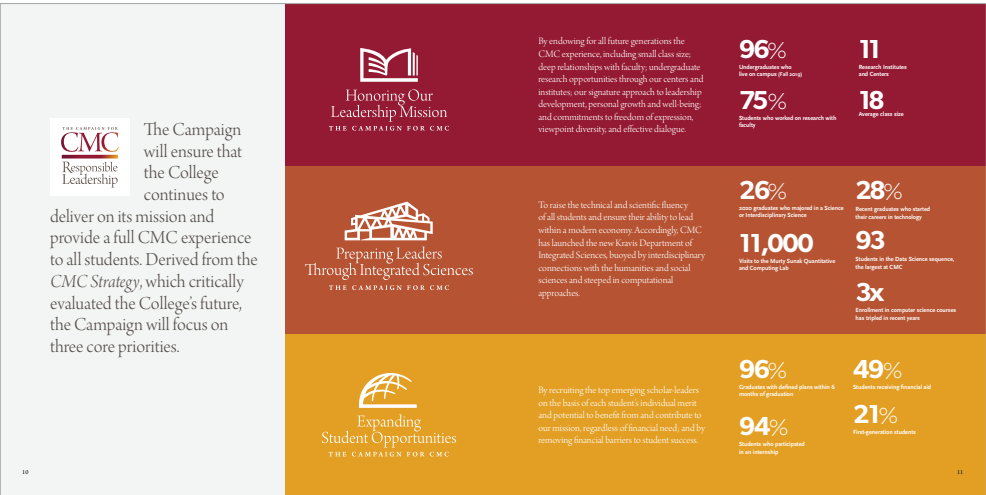 THE CAMPAIGN FOR
CMC
Responsible
Leadership
The Campaign
will ensure that
the College
continues to
deliver on its mission and
provide a full CMC experience
to all students. Derived from the
CMC Strategy, which critically
evaluated the College's future,
the Campaign will focus on
three core priorities.
10
Honoring Our
Leadership Mission
THE CAMPAIGN FOR CMC
By endowing for all future generations the
CMC experience, including small class size;
deep relationships with faculty; undergraduate
research opportunities through our centers and
institutes; our signature approach to leadership
development, personal growth and well-being;
and commitments to freedom of expression,
viewpoint diversity, and effective dialogue.
96%
Undergraduates who
live on campus (Fall 2019)
11
Research Institutes
and Centers
75%
Students who worked on research with
faculty
18
Average class size
Preparing Leaders
Through Integrated Sciences
THE CAMPAIGN FOR CMC
To raise the technical and scientific fluency
of all students and ensure their ability to lead
within a modern economy. Accordingly, CMC
has launched the new Kravis Department of
Integrated Sciences, buoyed by interdisciplinary
connections with the humanities and social
sciences and steeped in computational
approaches.
26%
2020 graduates who majored in a Science
or Interdisciplinary Science
28%
Recent graduates who started
their careers in technology
11,000
Visits to the Murty Sunak Quantitative
and Computing Lab
93
Students in the Data Science sequence,
the largest at CMC
3x
Enrollment in computer science courses
has tripled in recent years
Expanding
Student Opportunities
THE CAMPAIGN FOR CMC
By recruiting the top emerging scholar-leaders
on the basis of each student's individual merit
and potential to benefit from and contribute to
our mission, regardless of financial need; and by
removing financial barriers to student success.
96%
Graduates with defined plans within 6
months of graduation
49%
Students receiving financial aid
94%
Students who participated
in an internship
21%
First-generation students
11